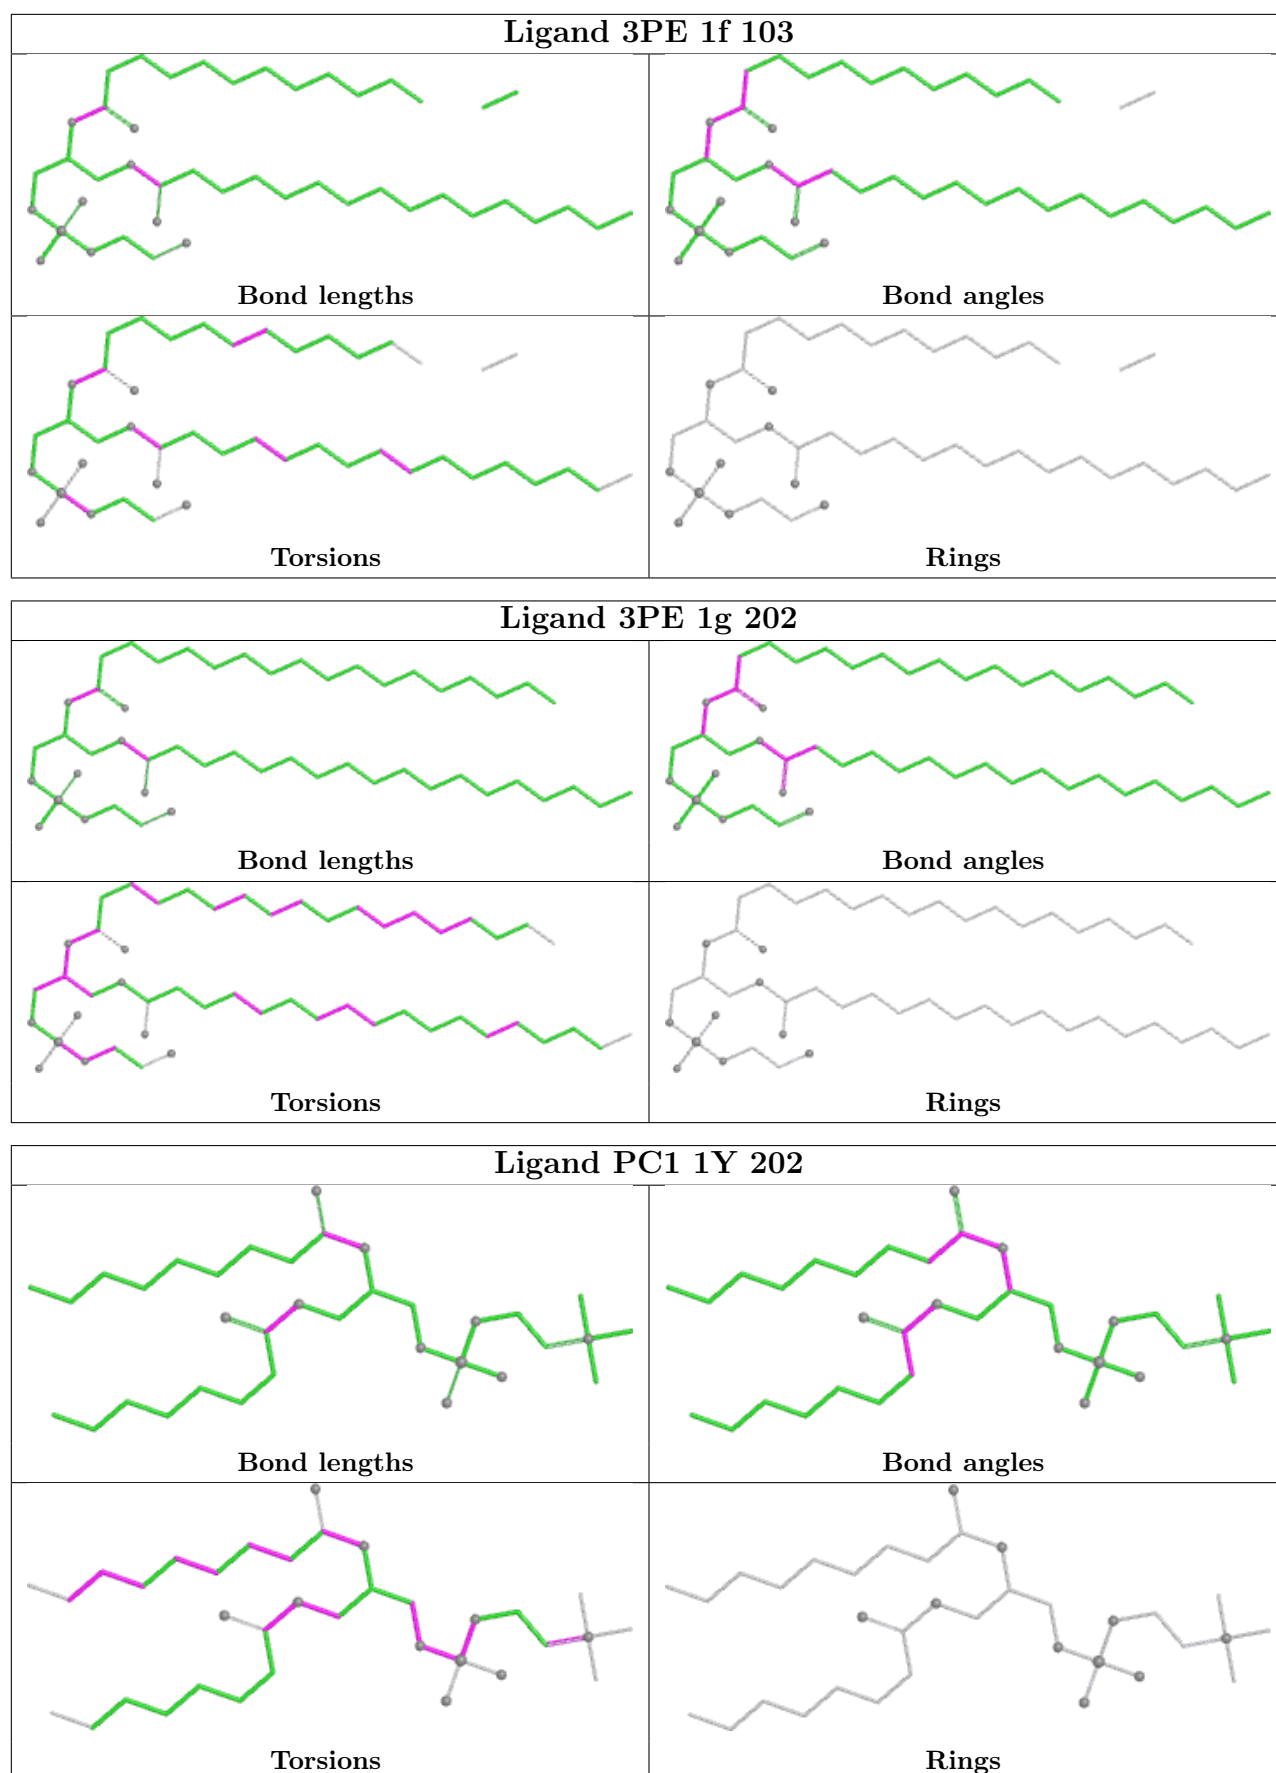 Ligand 3PE 1f 103
Bond lengths
Bond angles
Torsions
Rings
Ligand 3PE 1g 202
Bond lengths
Bond angles
Torsions
Rings
Ligand PC1 1Y 202
Bond lengths
Bond angles
Torsions
Rings